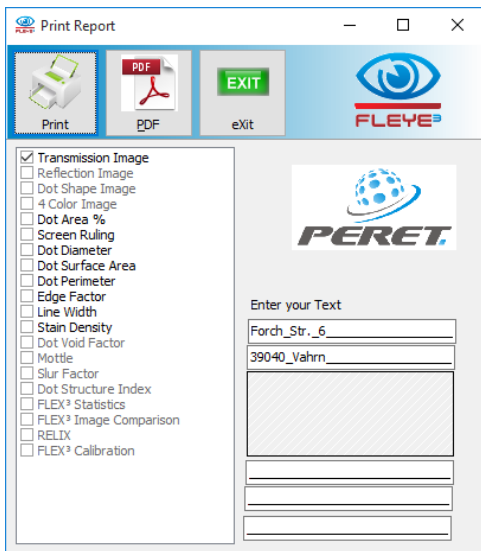 FLEYE³ Print Report
PDF
EXIT
Print PDF eXit
FLEYE³
Transmission Image
Reflection Image
Dot Shape Image
4 Color Image
Dot Area %
Screen Ruling
Dot Diameter
Dot Surface Area
Dot Perimeter
Edge Factor
Line Width
Stain Density
Dot Void Factor
Mottle
Slur Factor
Dot Structure Index
FLEX³ Statistics
FLEX³ Image Comparison
RELIX
FLEX³ Calibration
PERET.
Enter your Text
Forch_Str._6
39040_Vahrn